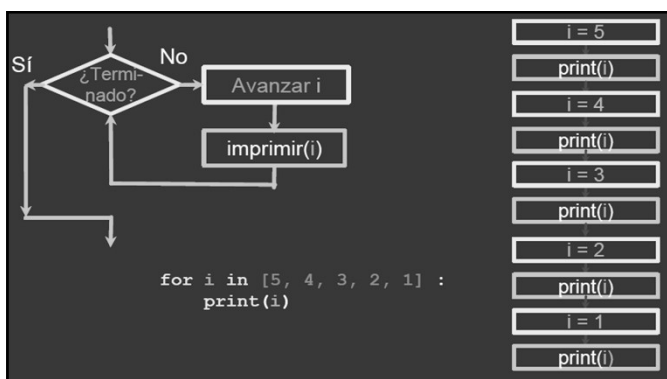 Sí
No
¿Termi-
nado?
Avanzar i
imprimir(i)
for i in [5, 4, 3, 2, 1] :
print(i)
i = 5
print(i)
i = 4
print(i)
i = 3
print(i)
i = 2
print(i)
i = 1
print(i)